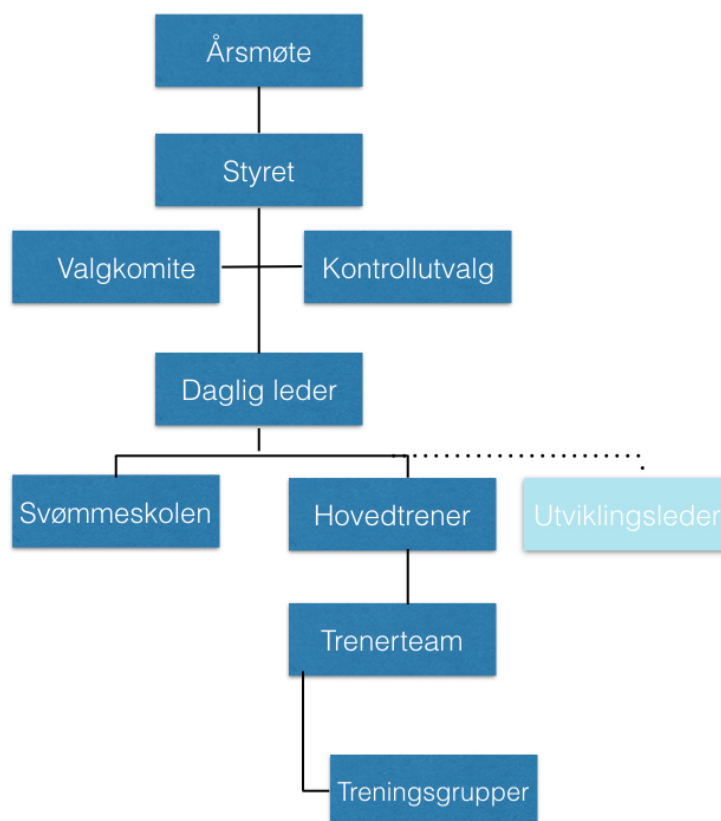 Årsmøte
Styret
Valgkomite
Kontrollutvalg
Daglig leder
Svømmeskolen
Hovedtrener
Utviklingsleder
Trenerteam
Treningsgrupper